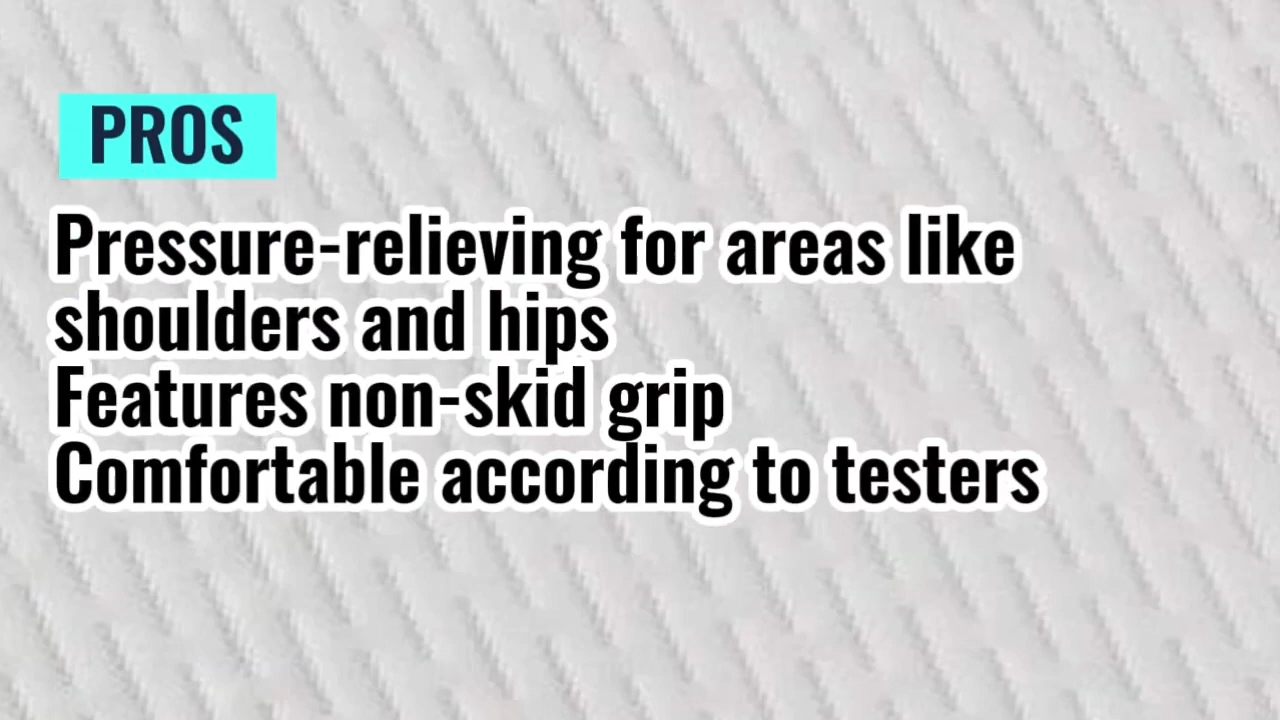 PROS
Pressure-relieving for areas like
shoulders and hips
Features non-skid grip
Comfortable according to testers